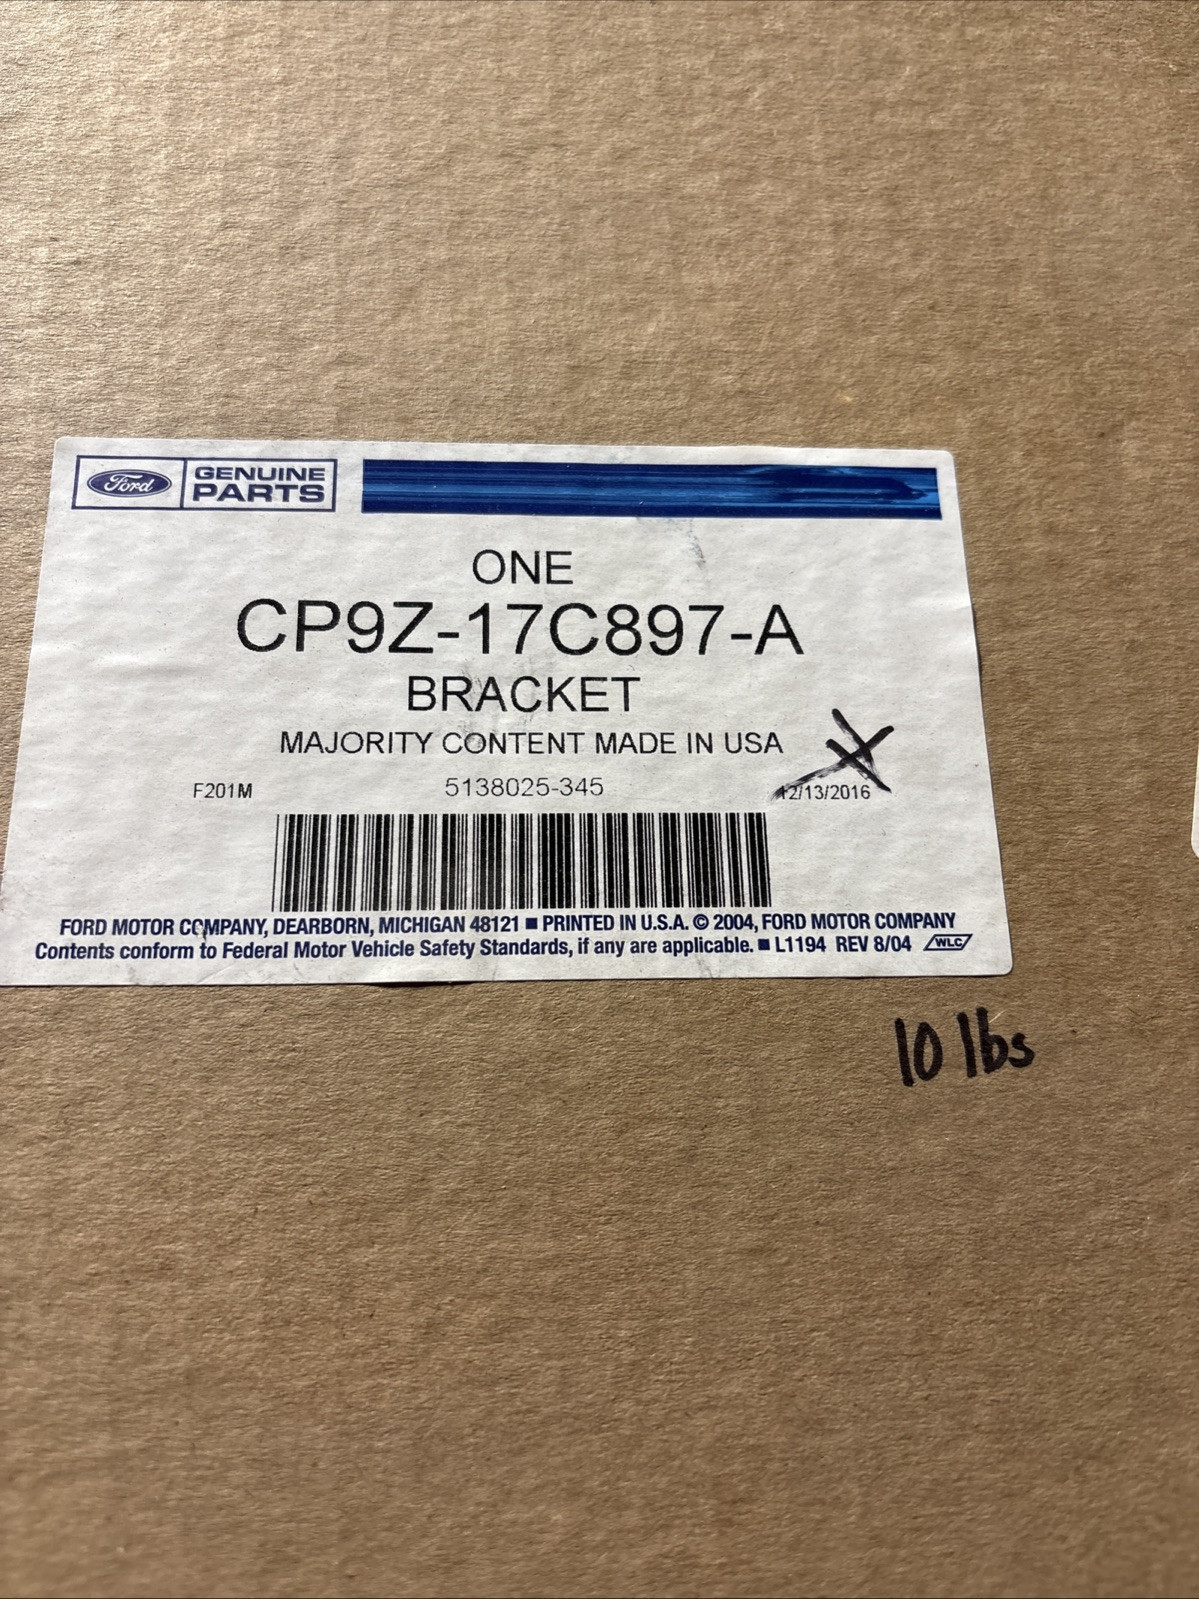 Ford
GENUINE
PARTS
ONE
CP9Z-17C897-A
BRACKET
MAJORITY CONTENT MADE IN USA
F201M 5138025-345 12/13/2016
FORD MOTOR COMPANY, DEARBORN, MICHIGAN 48121 ■ PRINTED IN U.S.A. © 2004, FORD MOTOR COMPANY
Contents conform to Federal Motor Vehicle Safety Standards, if any are applicable. ■ L1194 REV 8/04 WLC
10 lbs